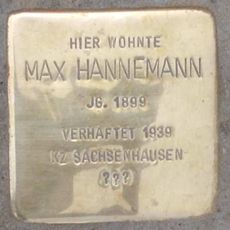 HIER WOHNTE
MAX HANNEMANN
JG. 1899
VERHAFTET 1939
KZ SACHSENHAUSEN
???